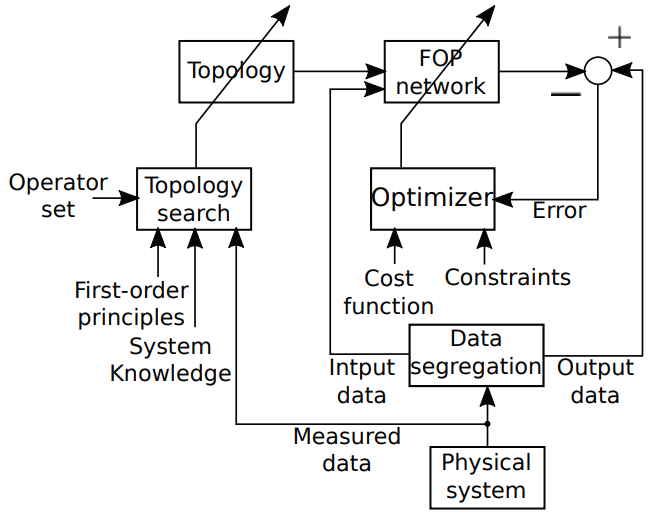 +
Topology
FOP
network
−
Operator
set
Topology
search
Optimizer
Error
First-order
principles
System
Knowledge
Cost
function
Constraints
Data
segregation
Intput
data
Output
data
Measured
data
Physical
system